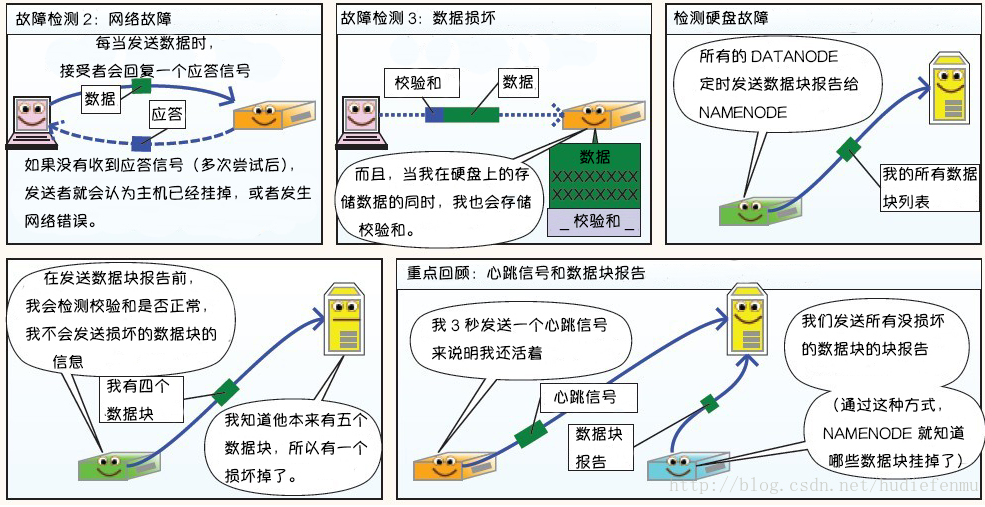 故障检测2：网络故障
每当发送数据时，
接受者会回复一个应答信号
数据
应答
如果没有收到应答信号（多次尝试后），
发送者就会认为主机已经挂掉，或者发生
网络错误。
故障检测3：数据损坏
校验和
数据
数据
XXXXXXXX
XXXXXXXX
_ 校验和 _
而且，当我在硬盘上的存
储数据的同时，我也会存储
校验和。
检测硬盘故障
所有的 DATANODE
定时发送数据块报告给
NAMENODE
我的所有数据
块列表
在发送数据块报告前，
我会检测校验和是否正常，
我不会发送损坏的数据块的
信息
我有四个
数据块
我知道他本来有五个
数据块，所以有一个
损坏掉了。
重点回顾：心跳信号和数据块报告
我3秒发送一个心跳信号
来说明我还活着
心跳信号
数据块
报告
我们发送所有没损坏
的数据块的块报告
（通过这种方式，
NAMENODE 就知道
哪些数据块挂掉了）
http://blog.csdn.net/hudiefenmu